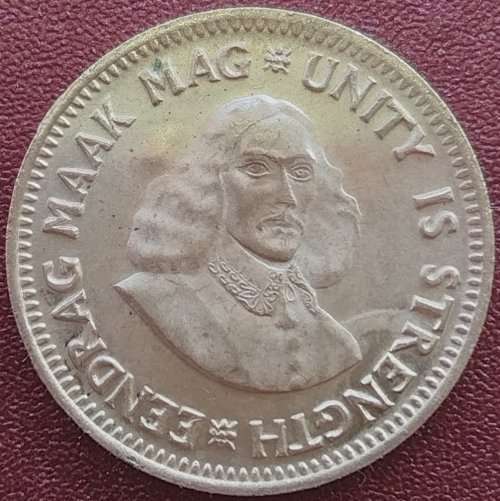 EENDRAG MAAK MAG * UNITY IS STRENGTH *